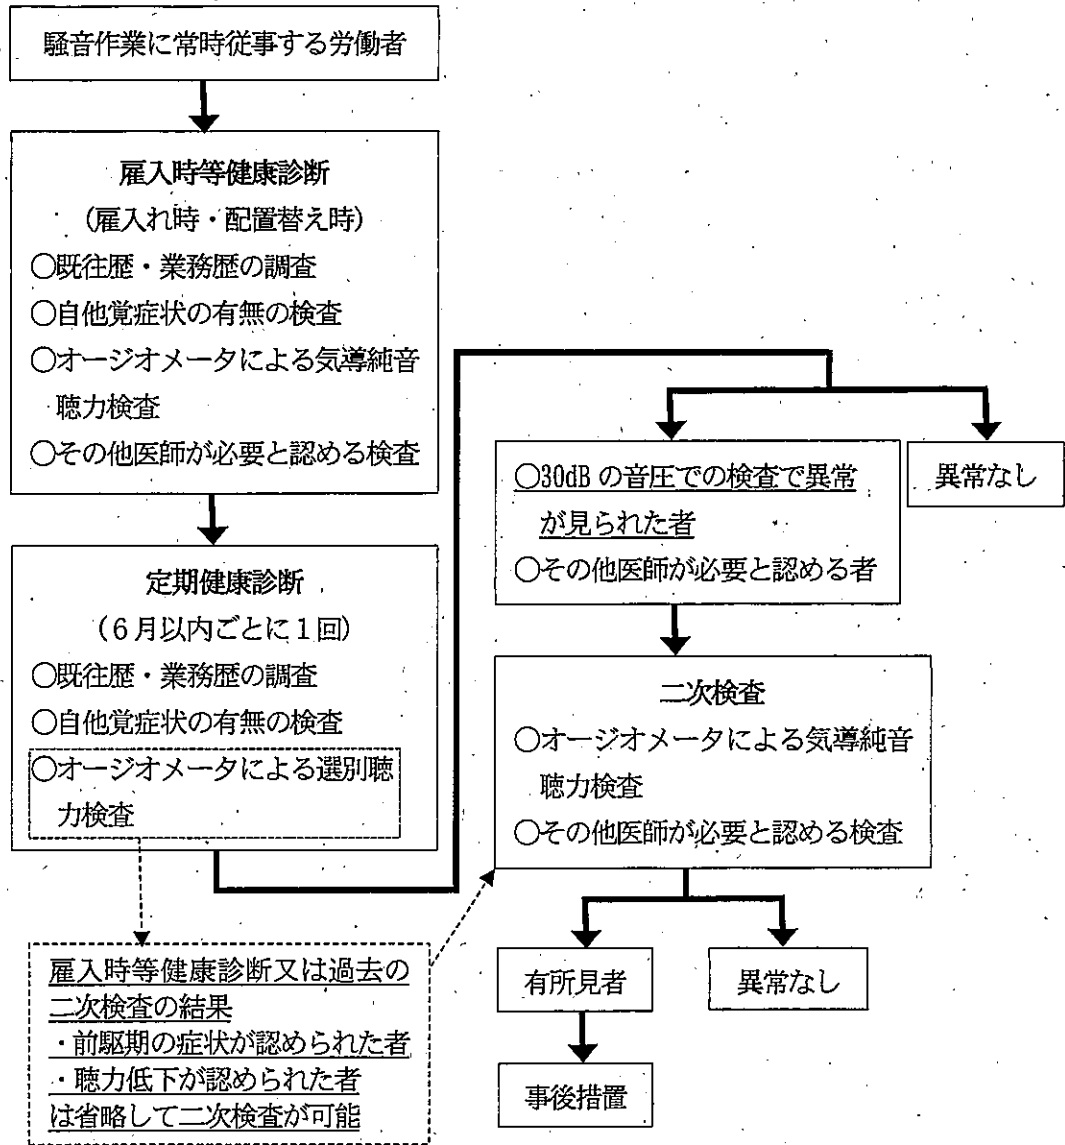 騒音作業に常時従事する労働者
雇入時等健康診断
（雇入れ時・配置替え時）
○既往歴・業務歴の調査
○自他覚症状の有無の検査
○オージオメータによる気導純音
聴力検査
○その他医師が必要と認める検査
定期健康診断
（6月以内ごとに1回）
○既往歴・業務歴の調査
○自他覚症状の有無の検査
○オージオメータによる選別聴
力検査
雇入時等健康診断又は過去の
二次検査の結果
・前駆期の症状が認められた者
・聴力低下が認められた者
は省略して二次検査が可能
○30dBの音圧での検査で異常
が見られた者
○その他医師が必要と認める者
異常なし
二次検査
○オージオメータによる気導純音
聴力検査
○その他医師が必要と認める検査
有所見者
異常なし
事後措置